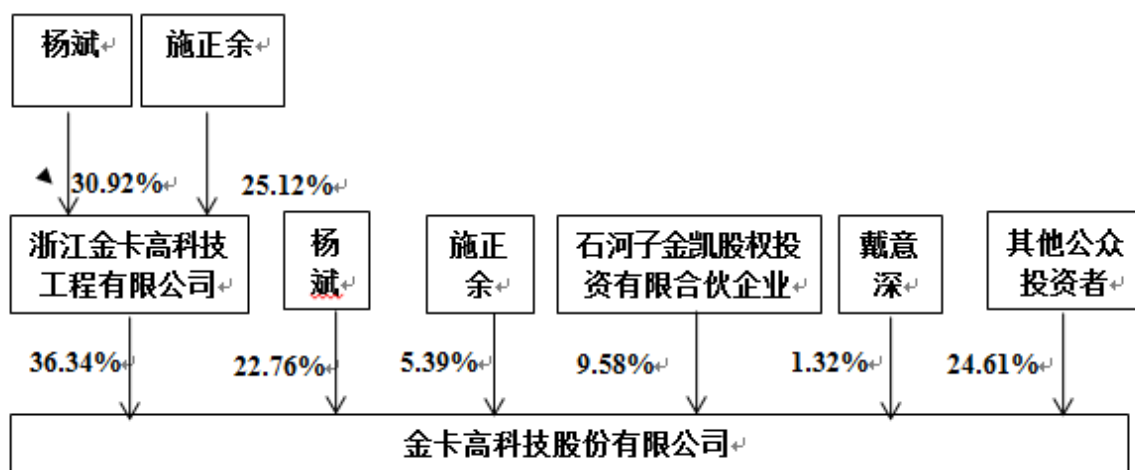 杨斌
施正余
30.92%
25.12%
浙江金卡高科技
工程有限公司
杨
斌
施正
余
石河子金凯股权投
资有限合伙企业
戴意
深
其他公众
投资者
36.34%
22.76%
5.39%
9.58%
1.32%
24.61%
金卡高科技股份有限公司